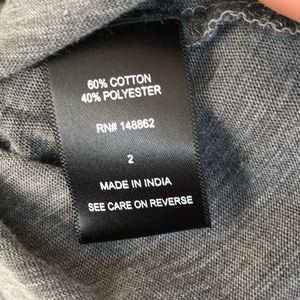 60% COTTON
40% POLYESTER
RN# 148862
2
MADE IN INDIA
SEE CARE ON REVERSE